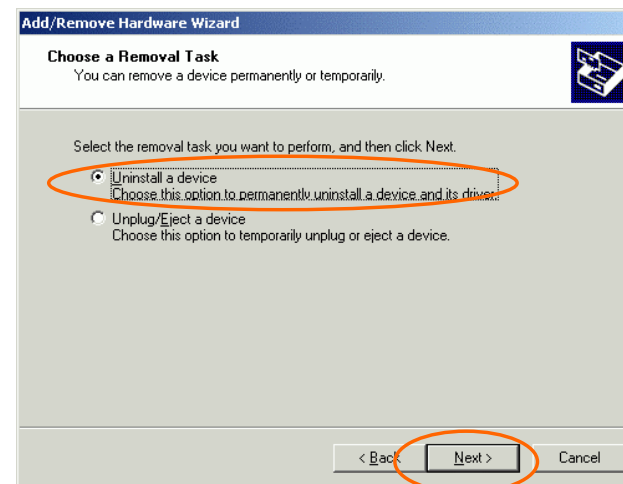 Add/Remove Hardware Wizard
Choose a Removal Task
You can remove a device permanently or temporarily.
Select the removal task you want to perform, and then click Next.
Uninstall a device
Choose this option to permanently uninstall a device and its driver.
Unplug/Eject a device
Choose this option to temporarily unplug or eject a device.
< Back
Next >
Cancel